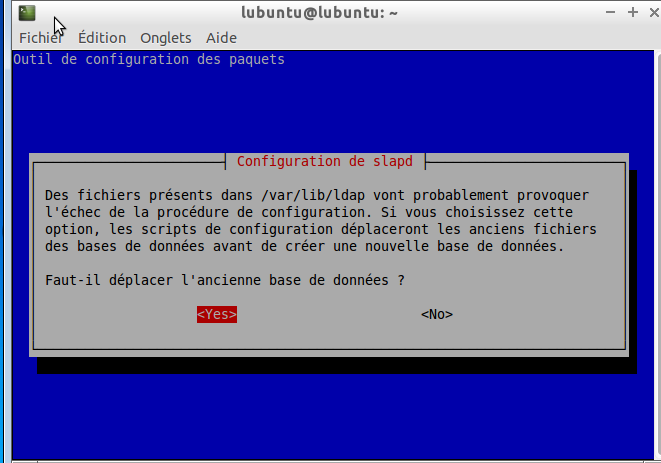 lubuntu@lubuntu: ~
Fichier Édition Onglets Aide
Outil de configuration des paquets
Configuration de slapd
Des fichiers présents dans /var/lib/ldap vont probablement provoquer
l'échec de la procédure de configuration. Si vous choisissez cette
option, les scripts de configuration déplaceront les anciens fichiers
des bases de données avant de créer une nouvelle base de données.
Faut-il déplacer l'ancienne base de données ?
<Yes> <No>